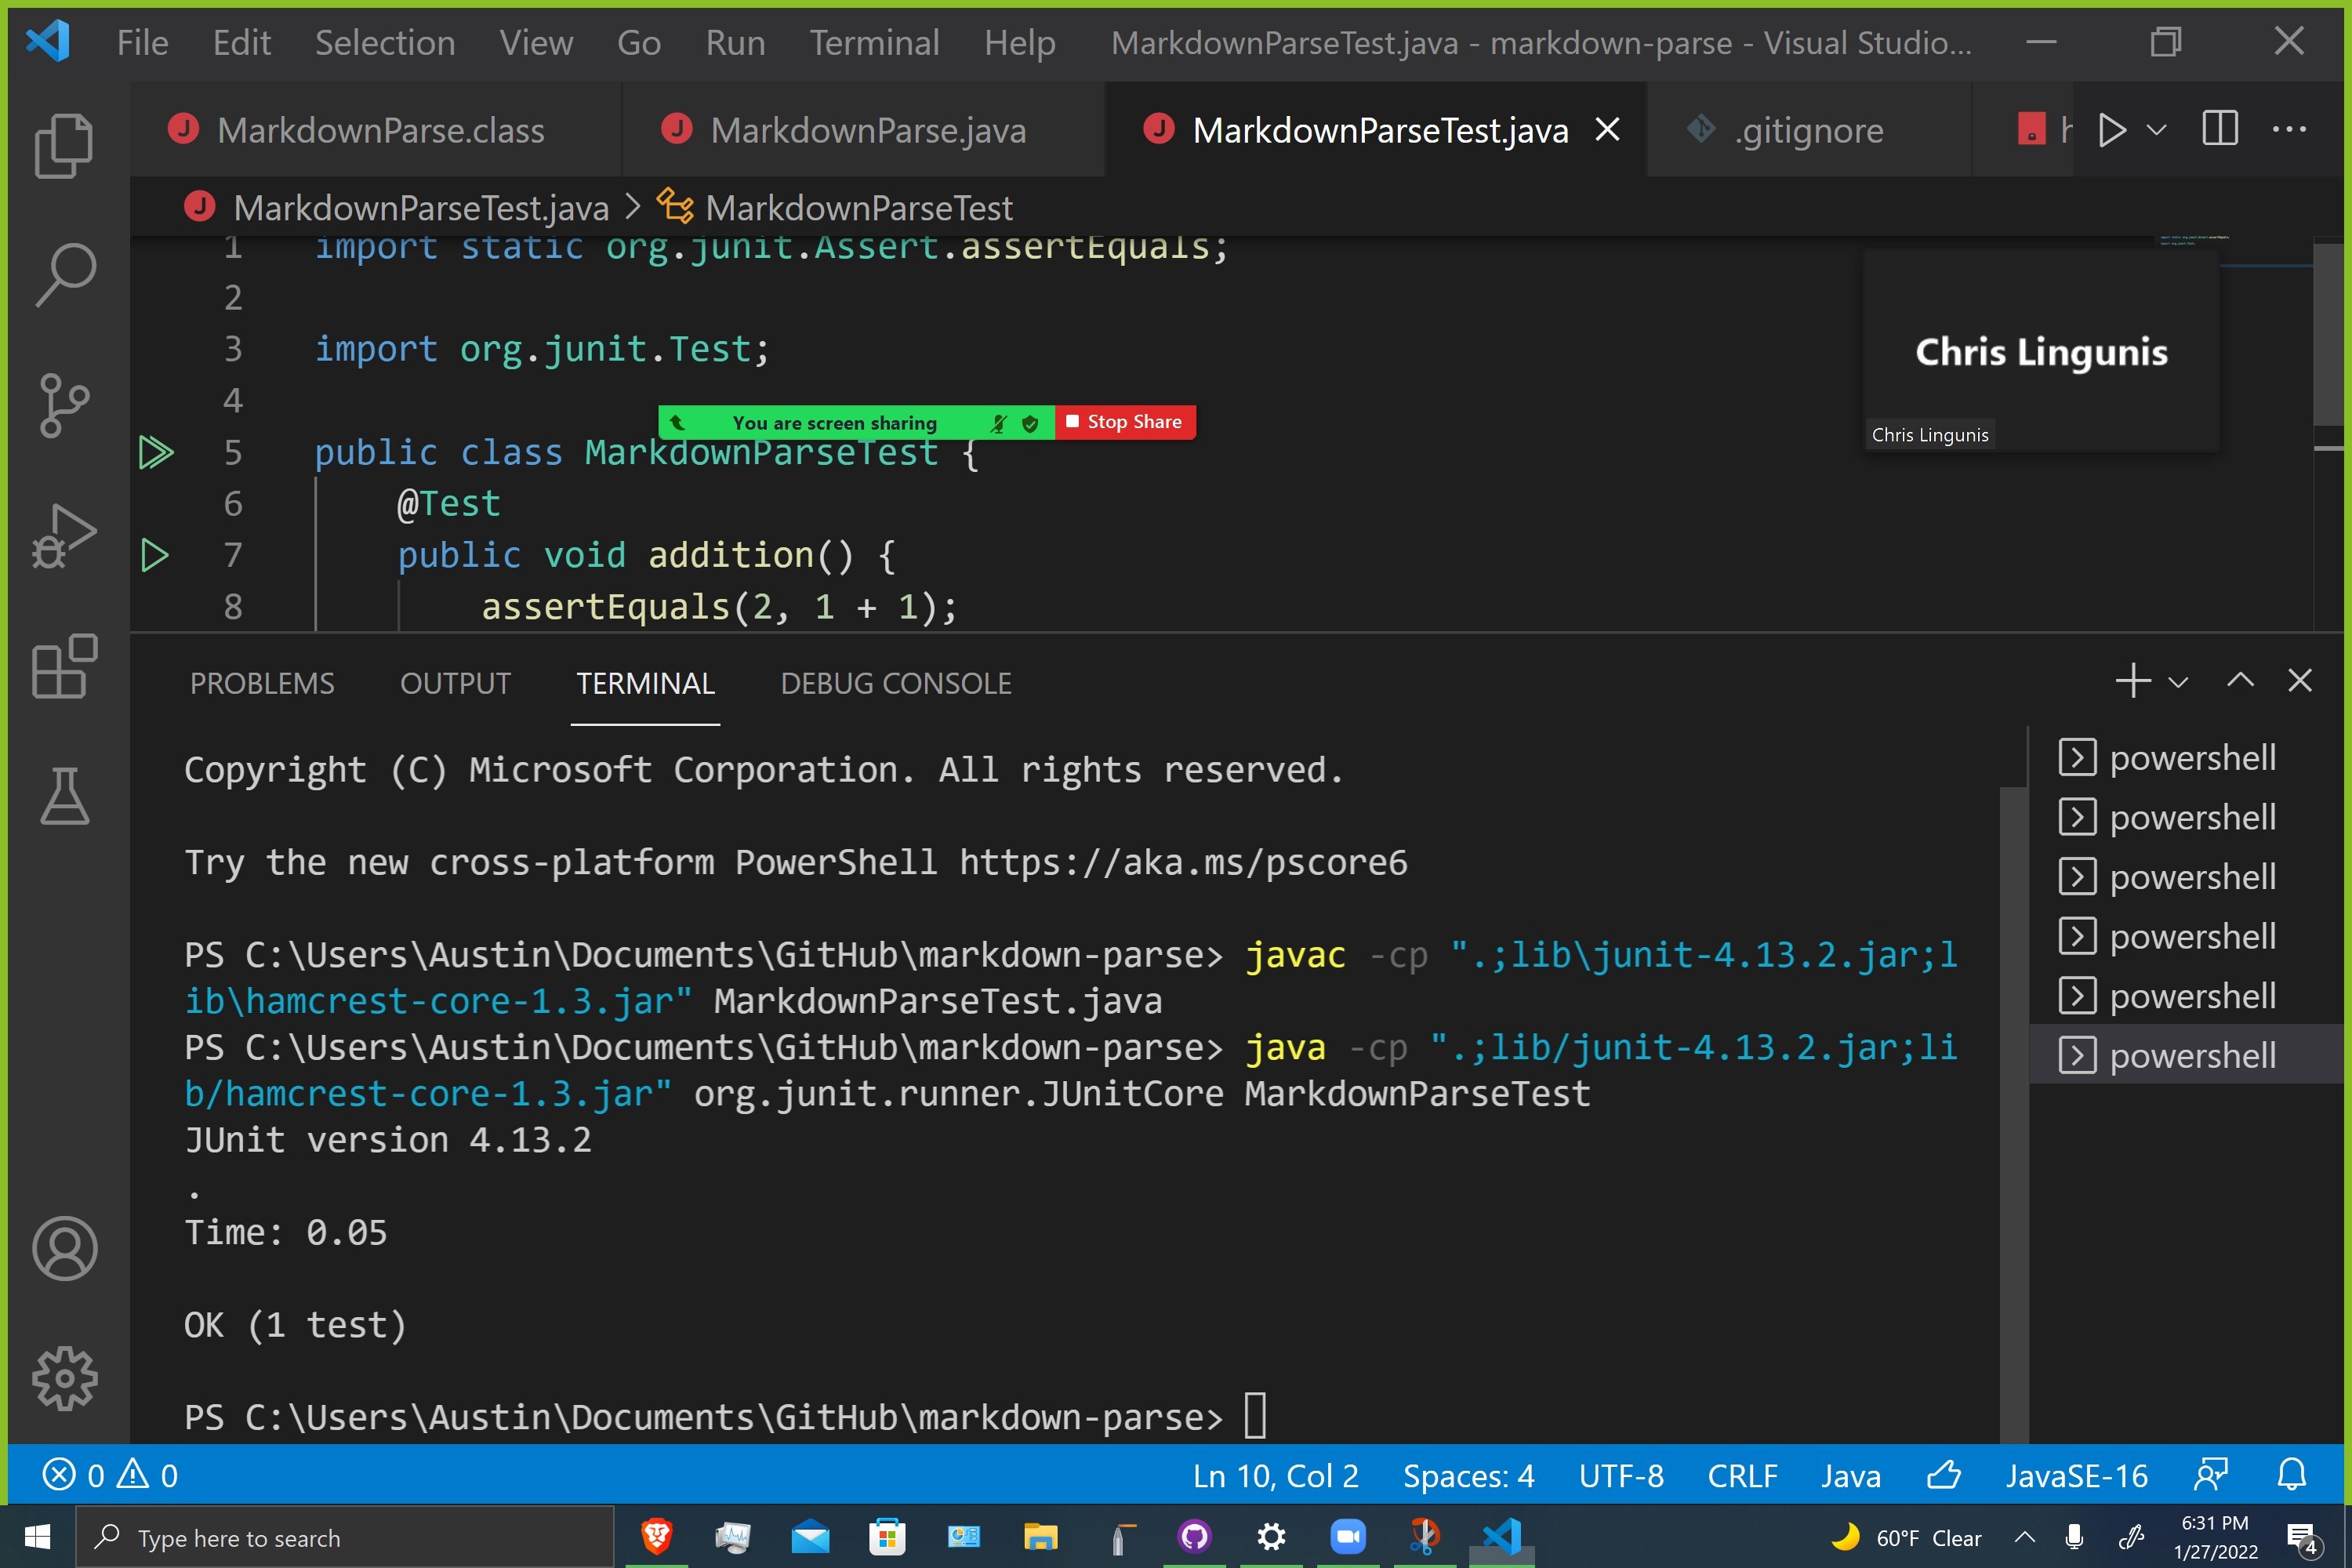 File Edit Selection View Go Run Terminal Help MarkdownParseTest.java - markdown-parse - Visual Studio...
MarkdownParse.class MarkdownParse.java MarkdownParseTest.java .gitignore
MarkdownParseTest.java > MarkdownParseTest
1 import static org.junit.Assert.assertEquals;
2
3 import org.junit.Test;
4
You are screen sharing Stop Share
Chris Lingunis
Chris Lingunis
5 public class MarkdownParseTest {
6 @Test
7 public void addition() {
8 assertEquals(2, 1 + 1);
PROBLEMS OUTPUT TERMINAL DEBUG CONSOLE
Copyright (C) Microsoft Corporation. All rights reserved.
Try the new cross-platform PowerShell https://aka.ms/pscore6
PS C:\Users\Austin\Documents\GitHub\markdown-parse> javac -cp ".;lib\junit-4.13.2.jar;l
ib\hamcrest-core-1.3.jar" MarkdownParseTest.java
PS C:\Users\Austin\Documents\GitHub\markdown-parse> java -cp ".;lib/junit-4.13.2.jar;li
b/hamcrest-core-1.3.jar" org.junit.runner.JUnitCore MarkdownParseTest
JUnit version 4.13.2
.
Time: 0.05
OK (1 test)
PS C:\Users\Austin\Documents\GitHub\markdown-parse>
powershell
powershell
powershell
powershell
powershell
powershell
0 0 Ln 10, Col 2 Spaces: 4 UTF-8 CRLF Java JavaSE-16
Type here to search 60°F Clear 6:31 PM
1/27/2022 4